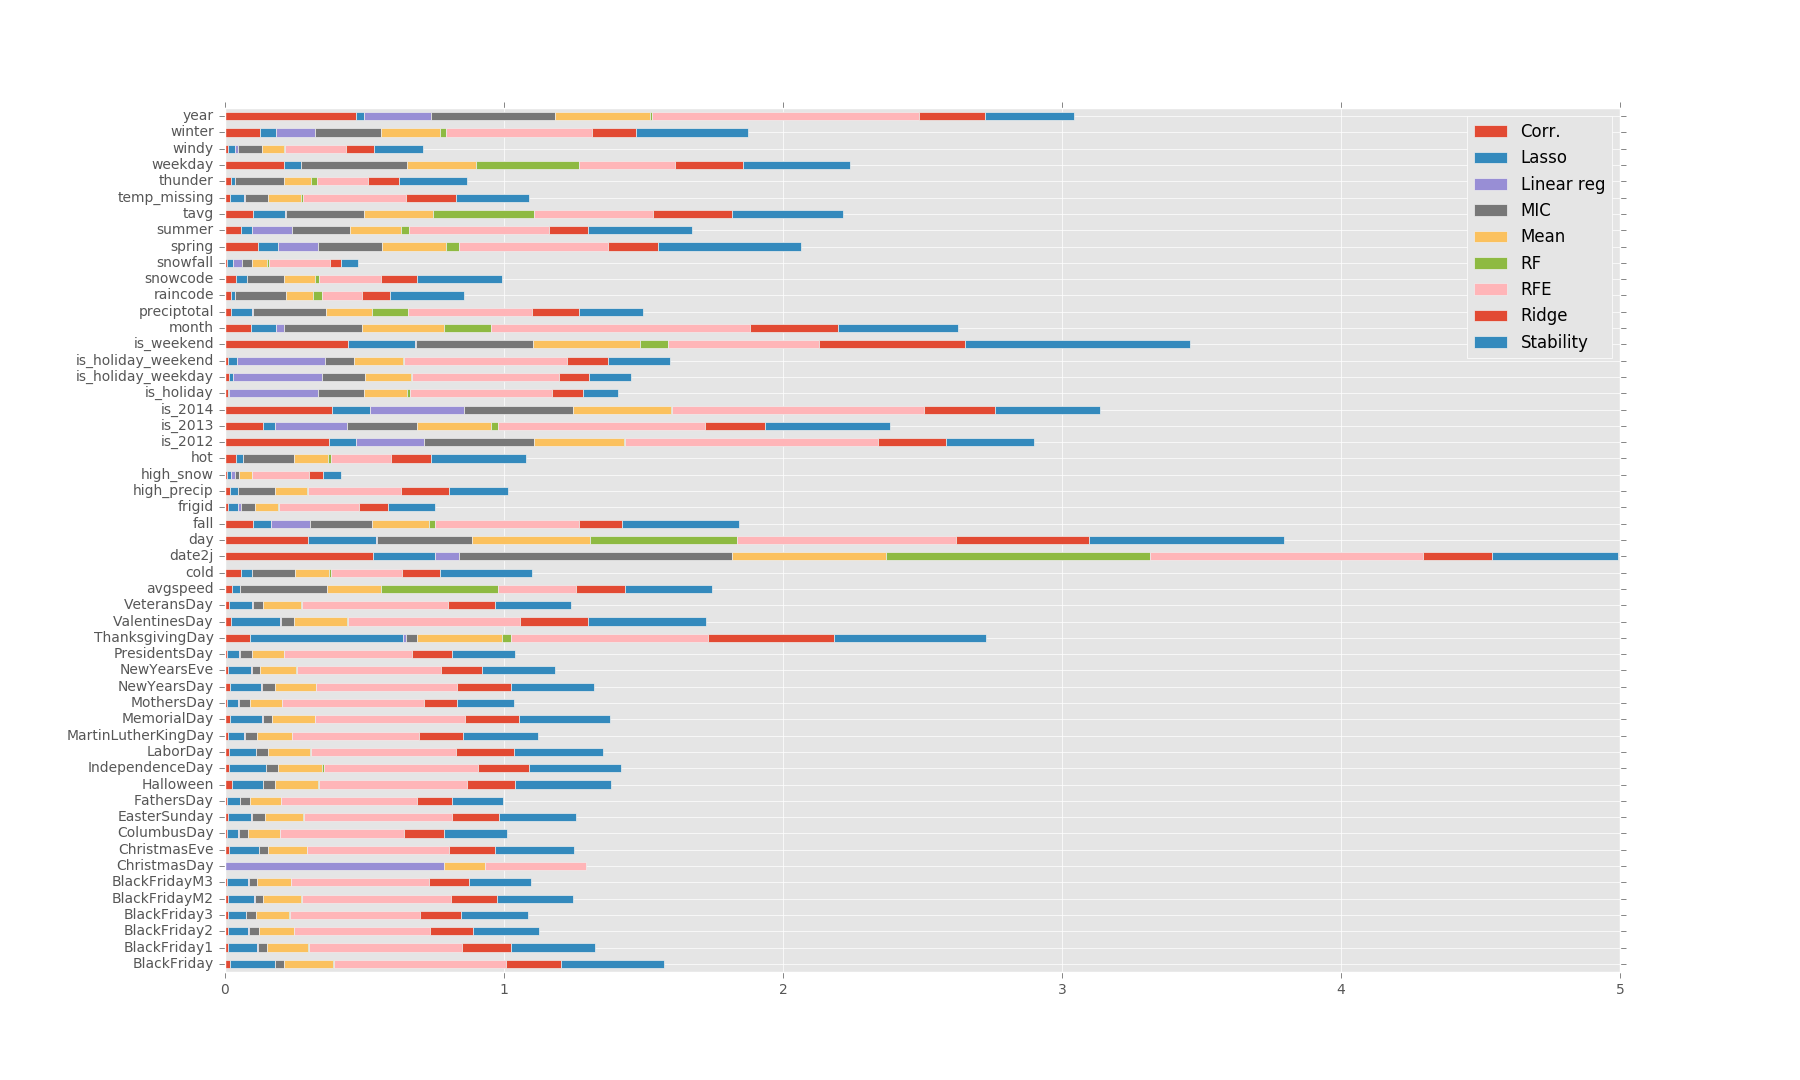 year
winter
windy
weekday
thunder
temp_missing
tavg
summer
spring
snowfall
snowcode
raincode
preciptotal
month
is_weekend
is_holiday_weekend
is_holiday_weekday
is_holiday
is_2014
is_2013
is_2012
hot
high_snow
high_precip
frigid
fall
day
date2j
cold
avgspeed
VeteransDay
ValentinesDay
ThanksgivingDay
PresidentsDay
NewYearsEve
NewYearsDay
MothersDay
MemorialDay
MartinLutherKingDay
LaborDay
IndependenceDay
Halloween
FathersDay
EasterSunday
ColumbusDay
ChristmasEve
ChristmasDay
BlackFridayM3
BlackFridayM2
BlackFriday3
BlackFriday2
BlackFriday1
BlackFriday
0 1 2 3 4 5
Corr.
Lasso
Linear reg
MIC
Mean
RF
RFE
Ridge
Stability